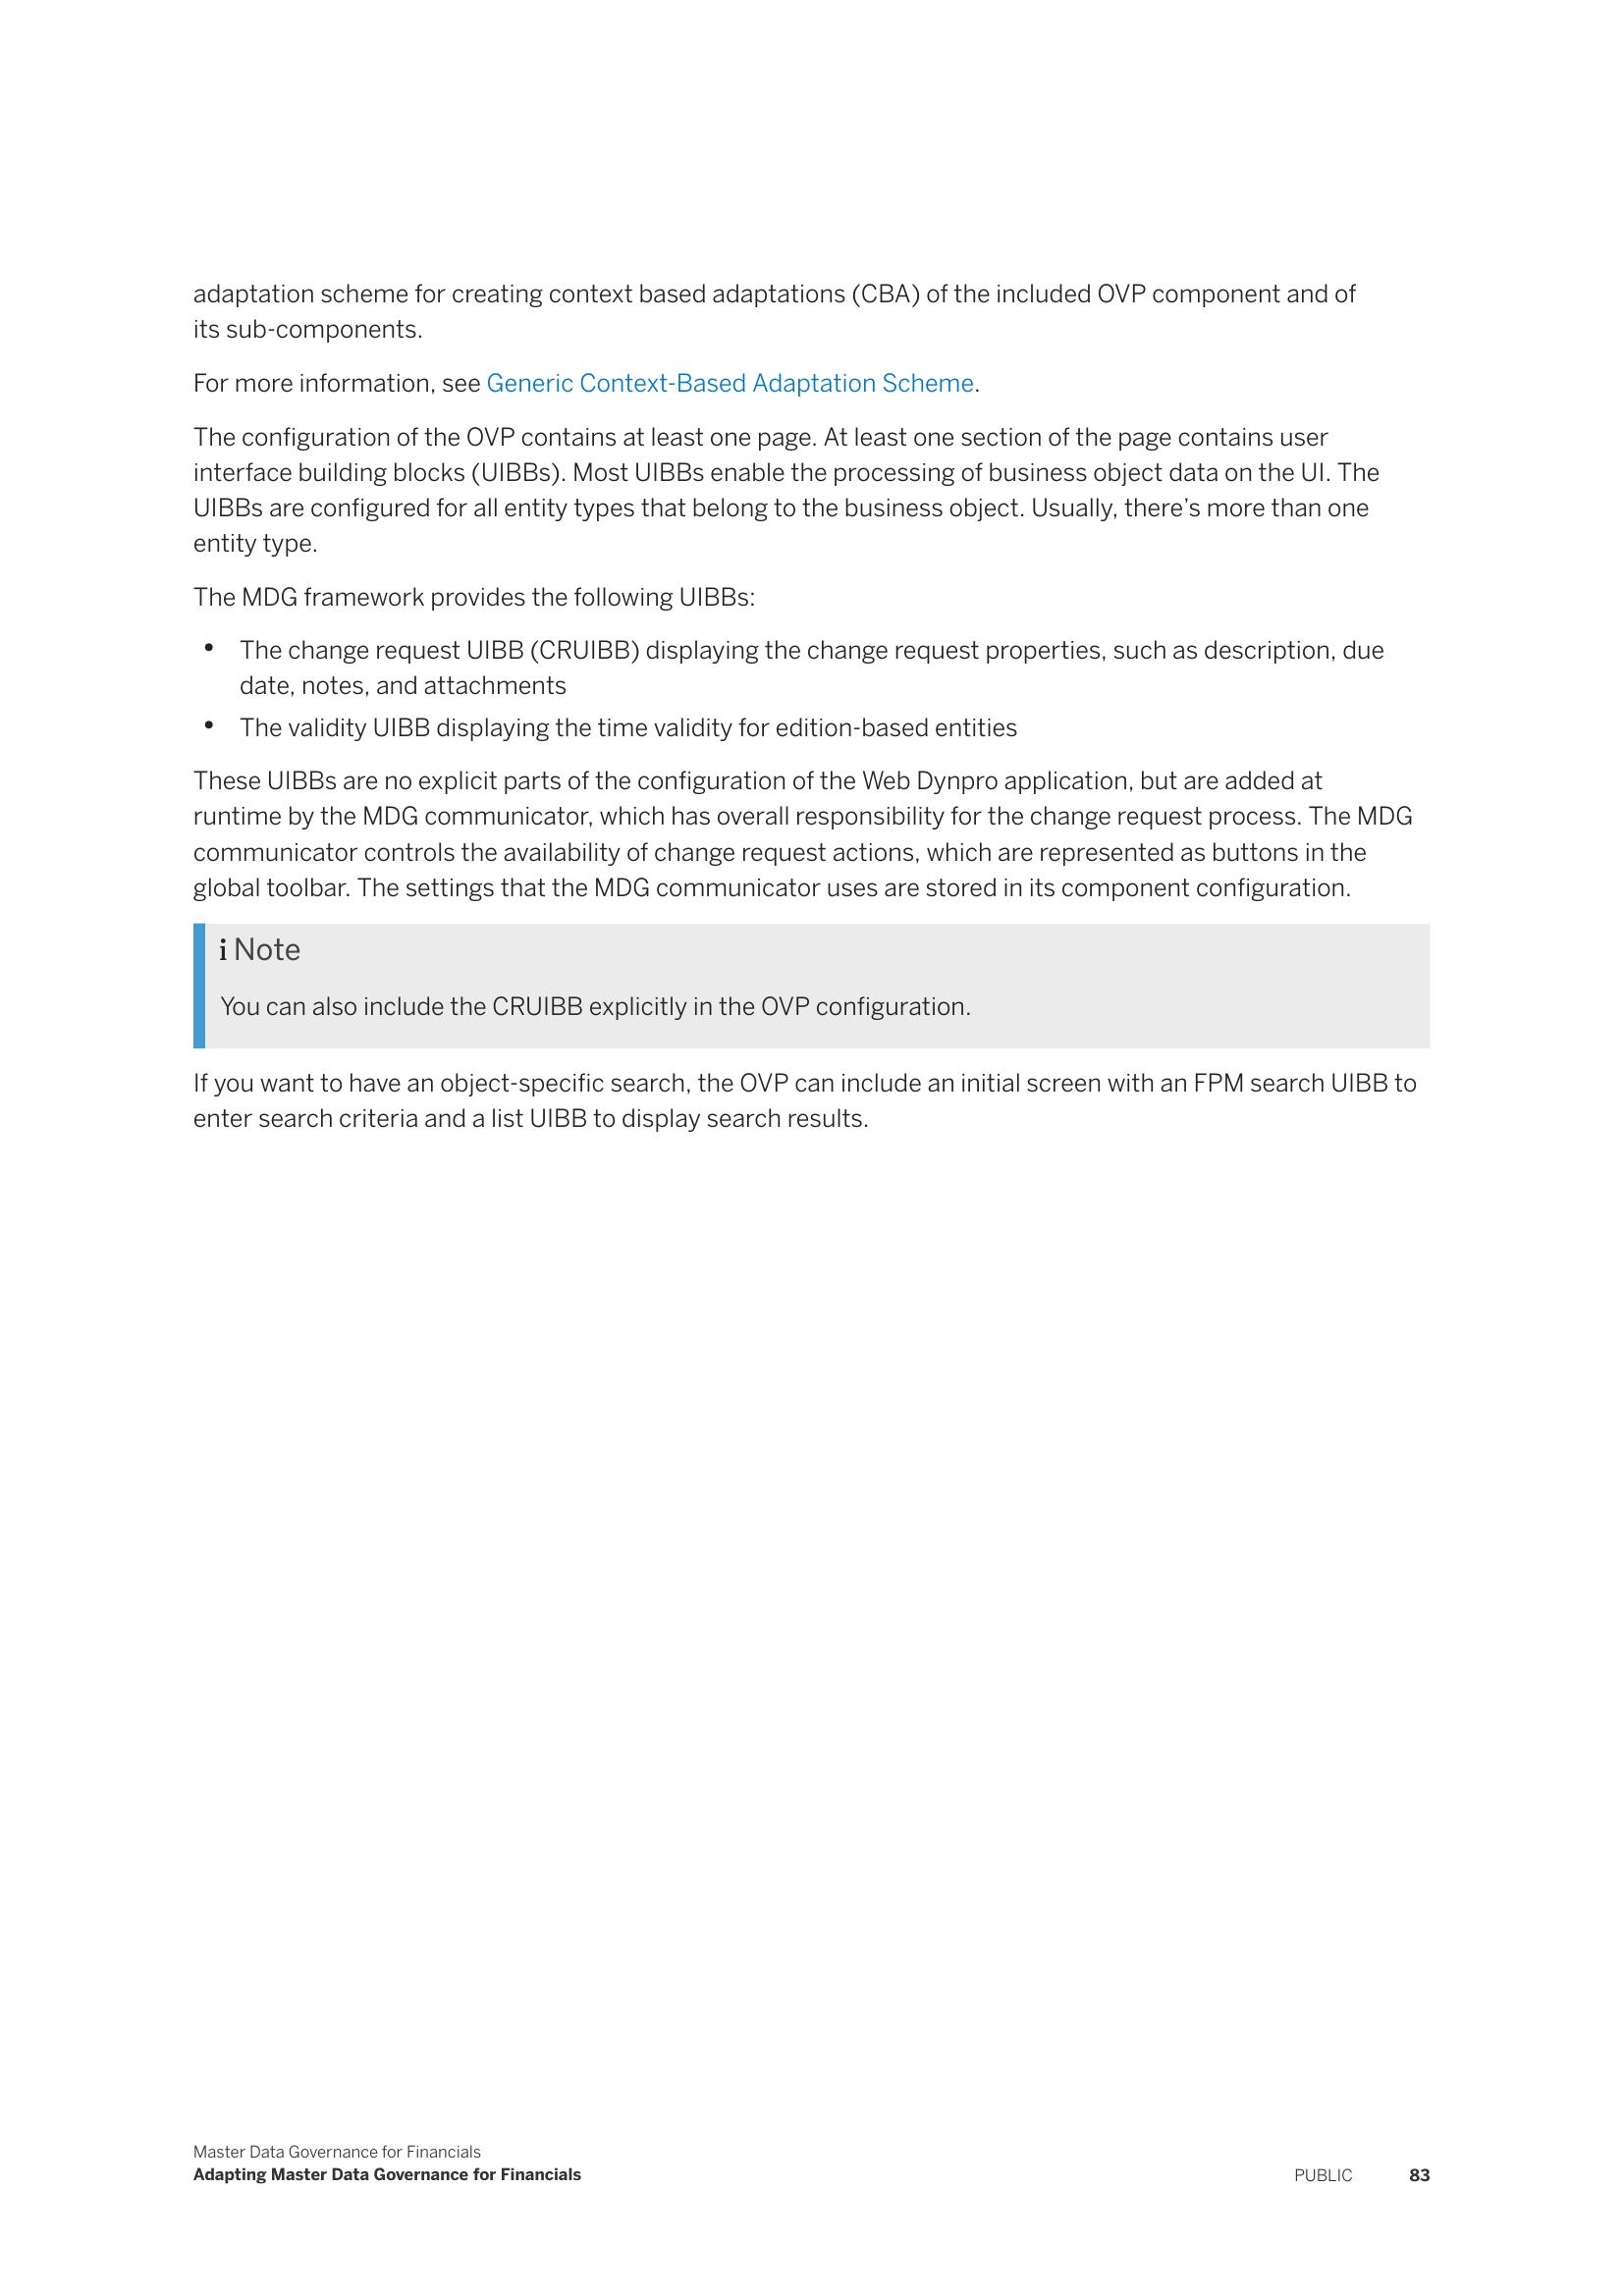 adaptation scheme for creating context based adaptations (CBA) of the included OVP component and of
its sub-components.
For more information, see Generic Context-Based Adaptation Scheme.
The configuration of the OVP contains at least one page. At least one section of the page contains user
interface building blocks (UIBBs). Most UIBBs enable the processing of business object data on the UI. The
UIBBs are configured for all entity types that belong to the business object. Usually, there's more than one
entity type.
The MDG framework provides the following UIBBs:
• The change request UIBB (CRUIBB) displaying the change request properties, such as description, due
date, notes, and attachments
• The validity UIBB displaying the time validity for edition-based entities
These UIBBs are no explicit parts of the configuration of the Web Dynpro application, but are added at
runtime by the MDG communicator, which has overall responsibility for the change request process. The MDG
communicator controls the availability of change request actions, which are represented as buttons in the
global toolbar. The settings that the MDG communicator uses are stored in its component configuration.
i Note
You can also include the CRUIBB explicitly in the OVP configuration.
If you want to have an object-specific search, the OVP can include an initial screen with an FPM search UIBB to
enter search criteria and a list UIBB to display search results.
Master Data Governance for Financials
Adapting Master Data Governance for Financials
PUBLIC 83